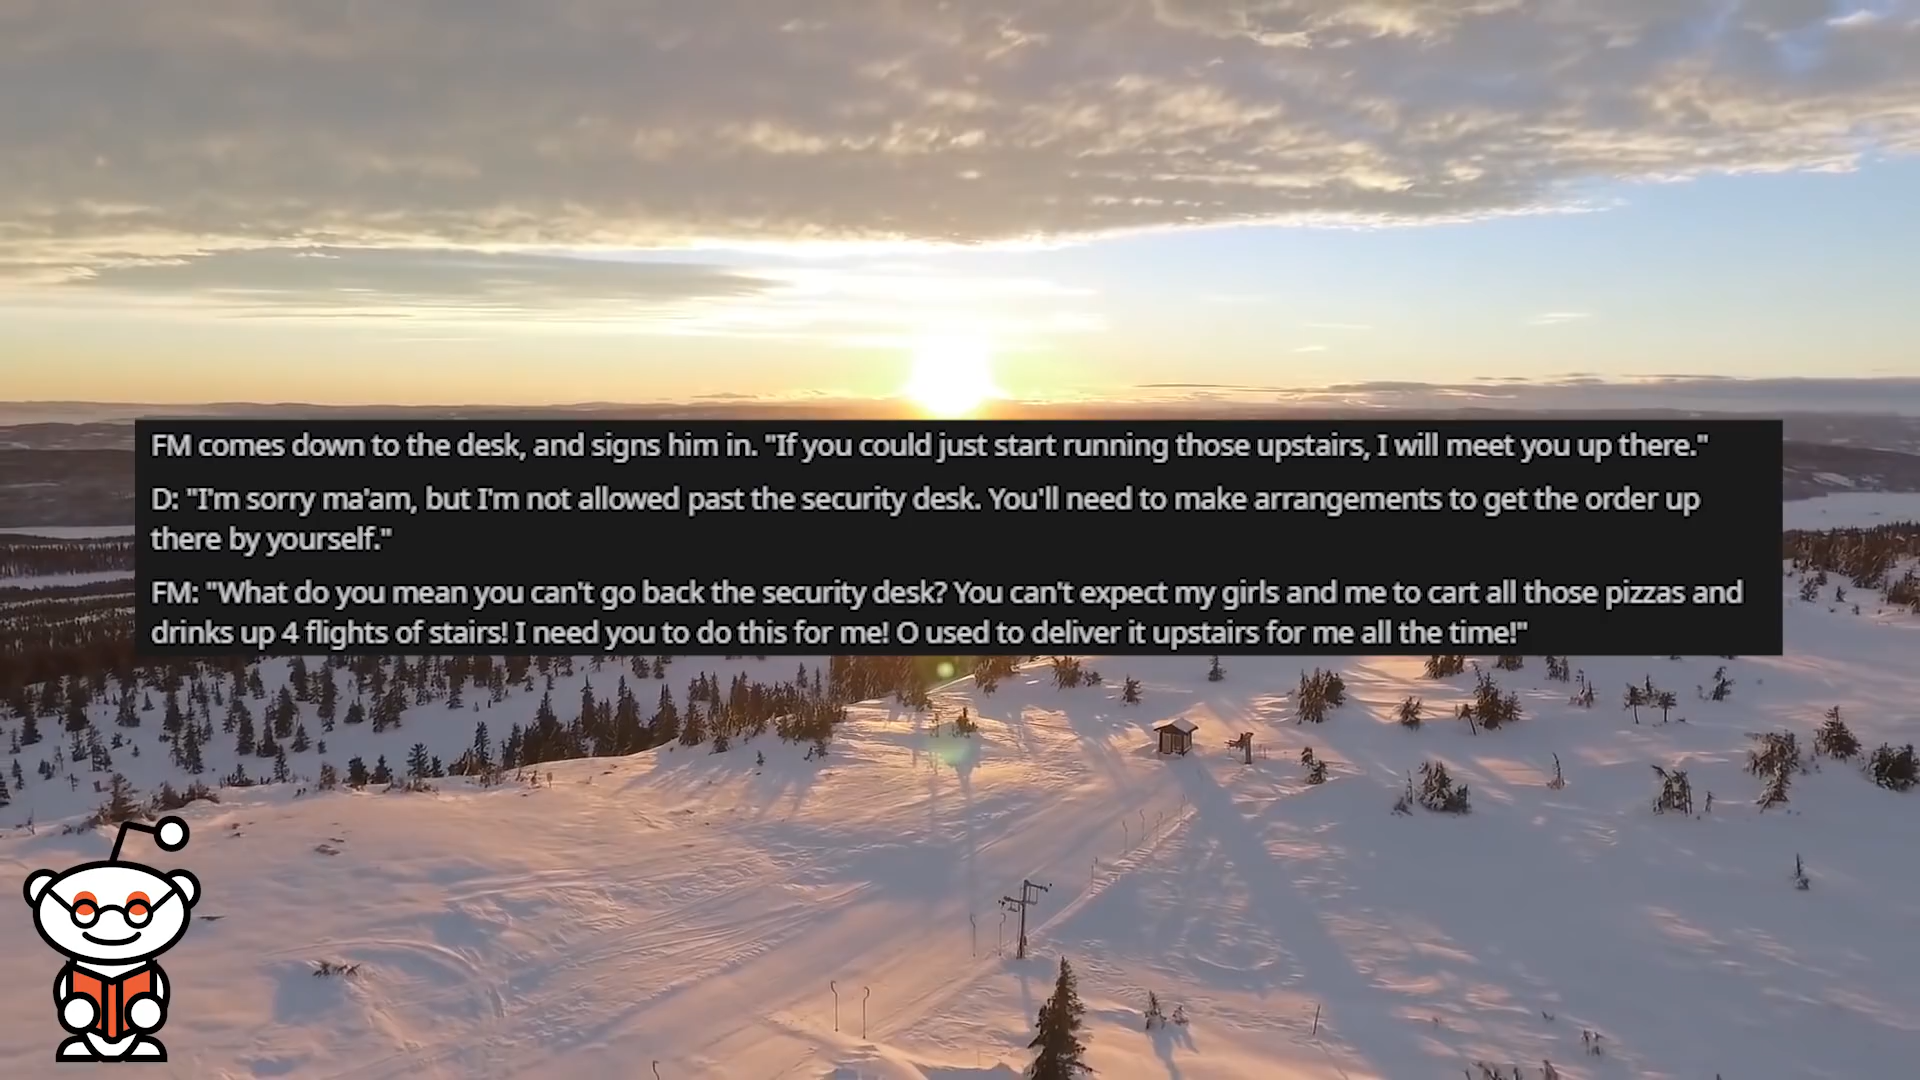 FM comes down to the desk, and signs him in. "If you could just start running those upstairs, I will meet you up there."
D: "I'm sorry ma'am, but I'm not allowed past the security desk. You'll need to make arrangements to get the order up
there by yourself."
FM: "What do you mean you can't go back the security desk? You can't expect my girls and me to cart all those pizzas and
drinks up 4 flights of stairs! I need you to do this for me! O used to deliver it upstairs for me all the time!"